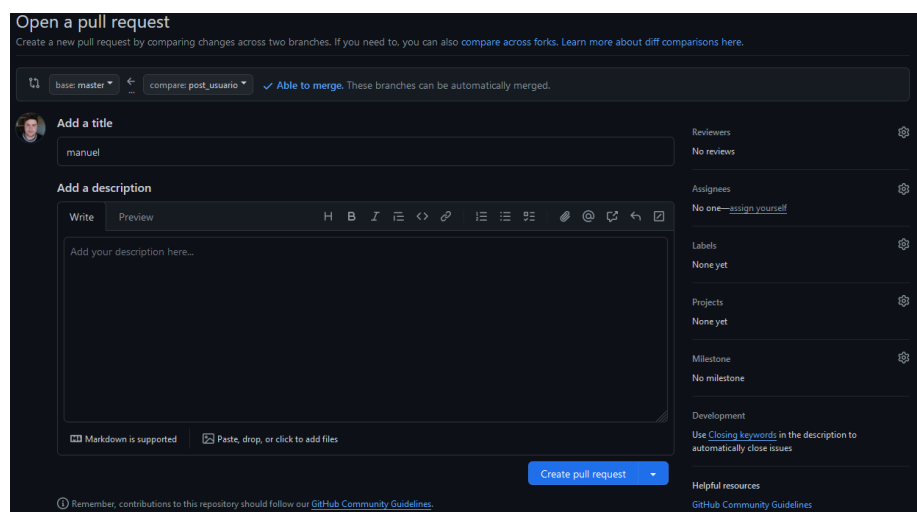 Open a pull request
Create a new pull request by comparing changes across two branches. If you need to, you can also compare across forks. Learn more about diff comparisons here.
base: master
compare: post_usuario
Able to merge. These branches can be automatically merged.
Add a title
manuel
Add a description
Write
Preview
H B I
Add your description here...
Markdown is supported
Paste, drop, or click to add files
Create pull request
Remember, contributions to this repository should follow our GitHub Community Guidelines.
Reviewers
No reviews
Assignees
No one—assign yourself
Labels
None yet
Projects
None yet
Milestone
No milestone
Development
Use Closing keywords in the description to
automatically close issues
Helpful resources
GitHub Community Guidelines